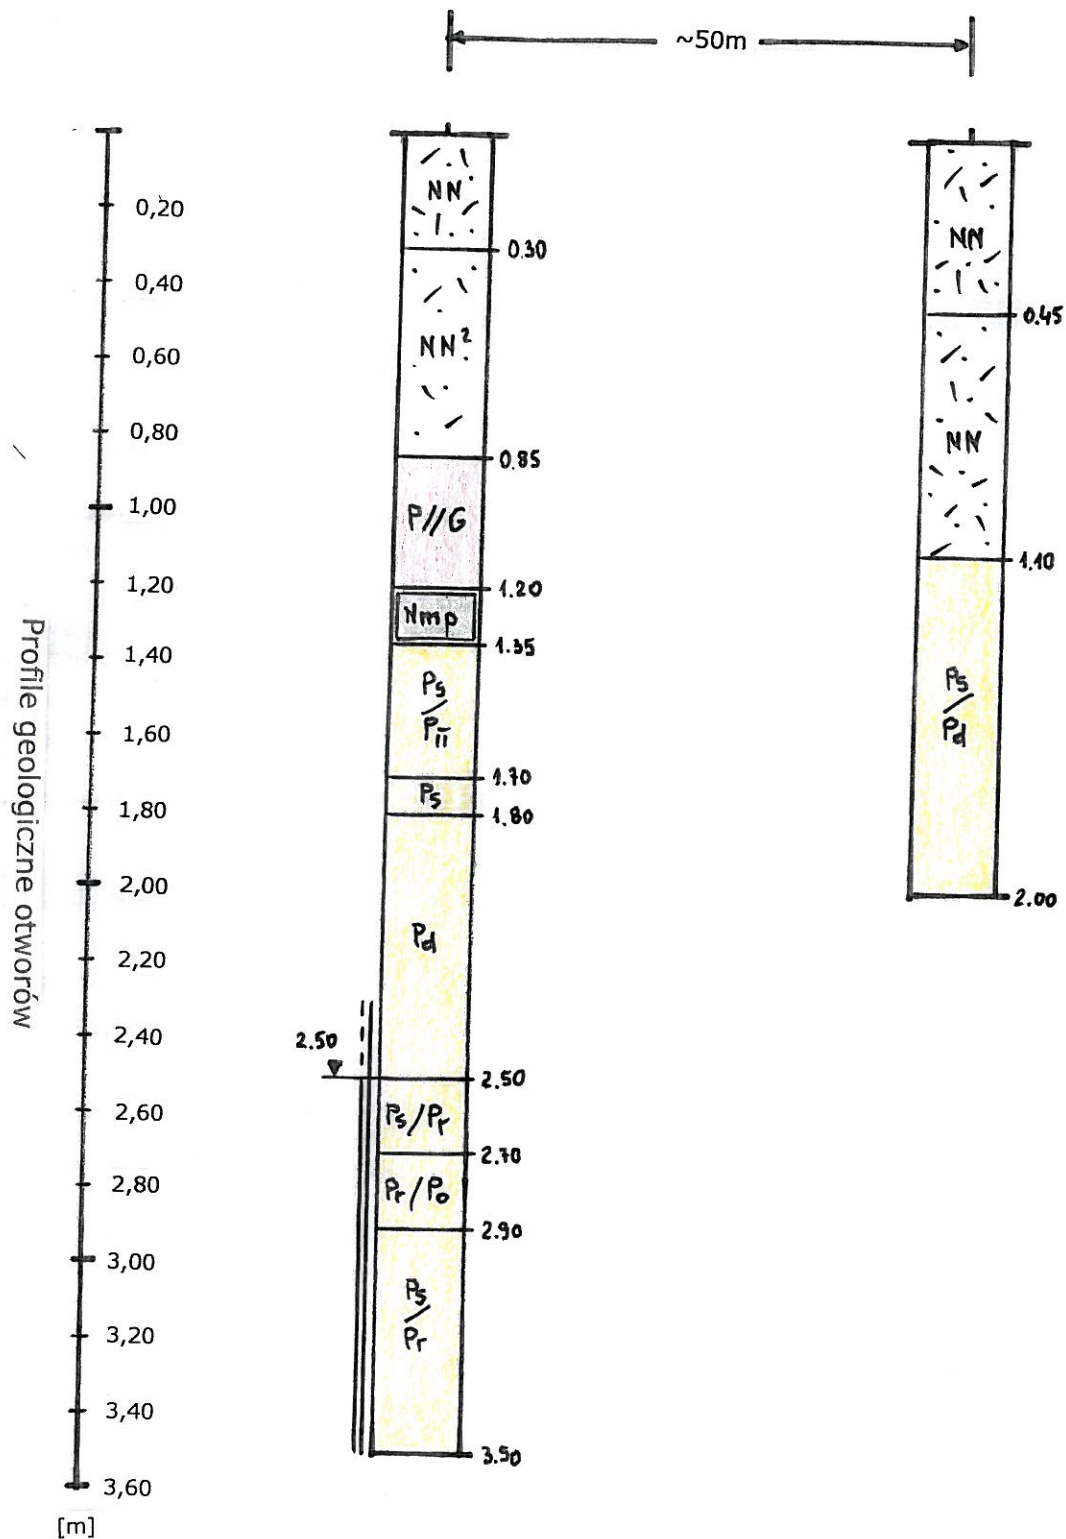 ~50m
0,20
0,40
0,60
0,80
1,00
1,20
1,40
1,60
1,80
2,00
2,20
2,40
2,60
2,80
3,00
3,20
3,40
3,60
[m]
Profile geologiczne otworów
NN
0.30
NN²
0.85
P//G
1.20
Nmp
1.35
Ps
/
Pπ
1.70
Ps
1.80
Pd
2.50
2.50
Ps/Pr
2.70
Pr/Po
2.90
Ps
/
Pr
3.50
NN
0.45
NN
1.10
Ps
/
Pd
2.00